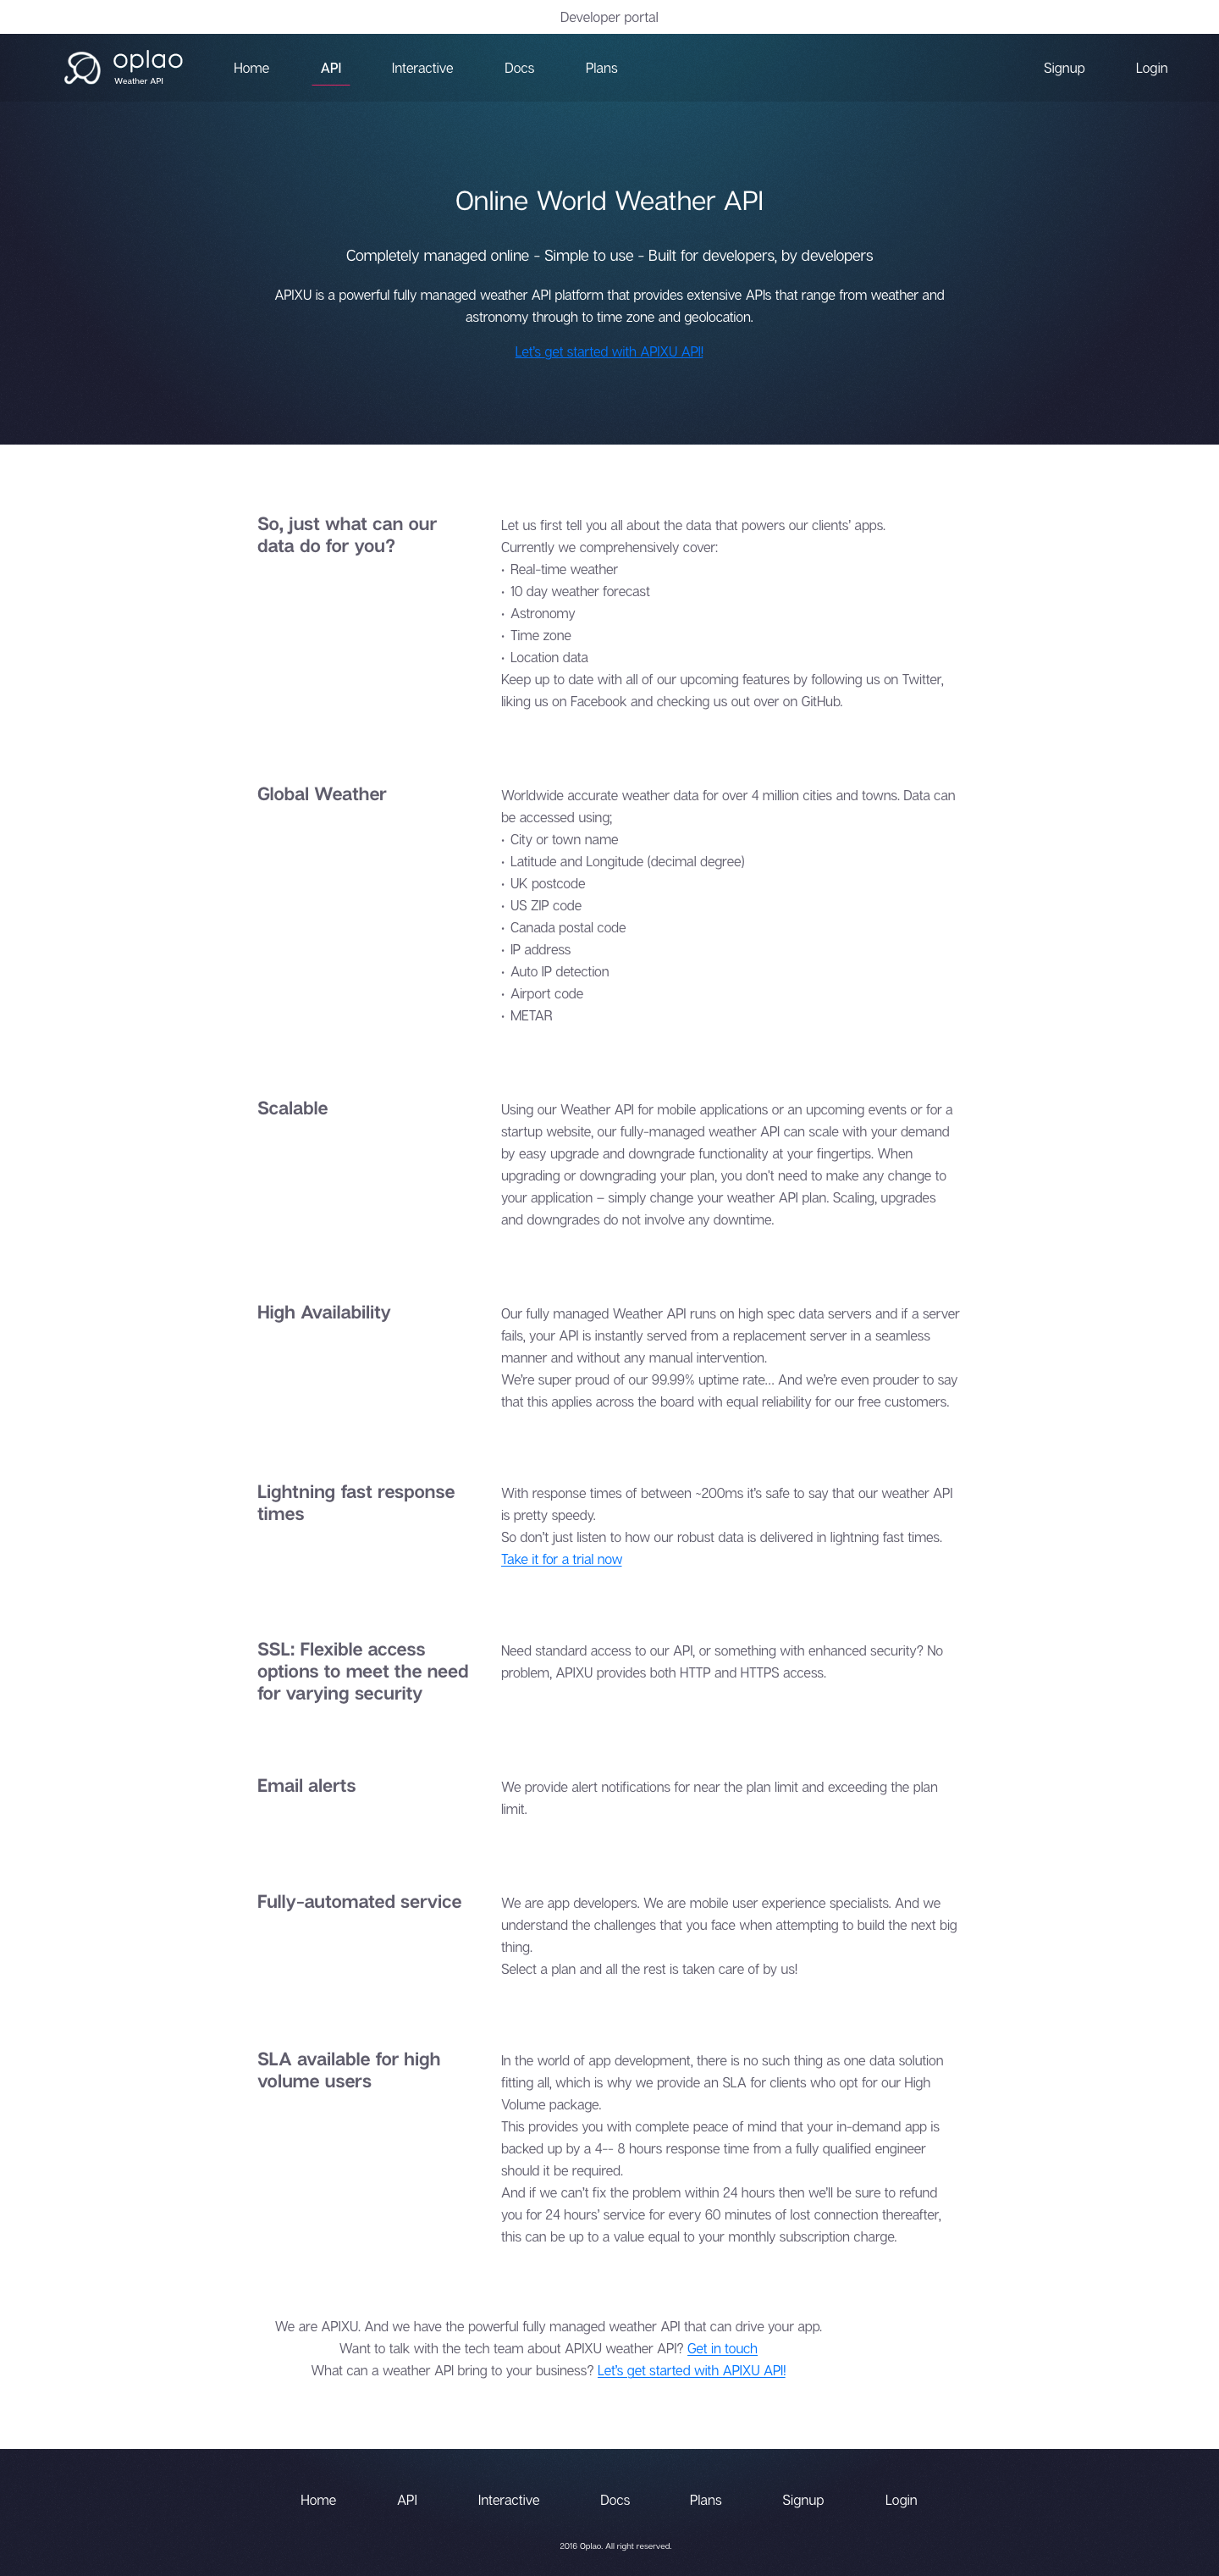 Developer portal
oplao
Weather API
Home API Interactive Docs Plans Signup Login
Online World Weather API
Completely managed online - Simple to use - Built for developers, by developers
APIXU is a powerful fully managed weather API platform that provides extensive APIs that range from weather and
astronomy through to time zone and geolocation.
Let's get started with APIXU API!
So, just what can our
data do for you?
Let us first tell you all about the data that powers our clients' apps.
Currently we comprehensively cover:
• Real-time weather
• 10 day weather forecast
• Astronomy
• Time zone
• Location data
Keep up to date with all of our upcoming features by following us on Twitter,
liking us on Facebook and checking us out over on GitHub.
Global Weather
Worldwide accurate weather data for over 4 million cities and towns. Data can
be accessed using;
• City or town name
• Latitude and Longitude (decimal degree)
• UK postcode
• US ZIP code
• Canada postal code
• IP address
• Auto IP detection
• Airport code
• METAR
Scalable
Using our Weather API for mobile applications or an upcoming events or for a
startup website, our fully-managed weather API can scale with your demand
by easy upgrade and downgrade functionality at your fingertips. When
upgrading or downgrading your plan, you don't need to make any change to
your application – simply change your weather API plan. Scaling, upgrades
and downgrades do not involve any downtime.
High Availability
Our fully managed Weather API runs on high spec data servers and if a server
fails, your API is instantly served from a replacement server in a seamless
manner and without any manual intervention.
We're super proud of our 99.99% uptime rate... And we're even prouder to say
that this applies across the board with equal reliability for our free customers.
Lightning fast response
times
With response times of between ~200ms it's safe to say that our weather API
is pretty speedy.
So don't just listen to how our robust data is delivered in lightning fast times.
Take it for a trial now
SSL: Flexible access
options to meet the need
for varying security
Need standard access to our API, or something with enhanced security? No
problem, APIXU provides both HTTP and HTTPS access.
Email alerts
We provide alert notifications for near the plan limit and exceeding the plan
limit.
Fully-automated service
We are app developers. We are mobile user experience specialists. And we
understand the challenges that you face when attempting to build the next big
thing.
Select a plan and all the rest is taken care of by us!
SLA available for high
volume users
In the world of app development, there is no such thing as one data solution
fitting all, which is why we provide an SLA for clients who opt for our High
Volume package.
This provides you with complete peace of mind that your in-demand app is
backed up by a 4-- 8 hours response time from a fully qualified engineer
should it be required.
And if we can't fix the problem within 24 hours then we'll be sure to refund
you for 24 hours' service for every 60 minutes of lost connection thereafter,
this can be up to a value equal to your monthly subscription charge.
We are APIXU. And we have the powerful fully managed weather API that can drive your app.
Want to talk with the tech team about APIXU weather API? Get in touch
What can a weather API bring to your business? Let's get started with APIXU API!
Home API Interactive Docs Plans Signup Login
2016 Oplao. All right reserved.